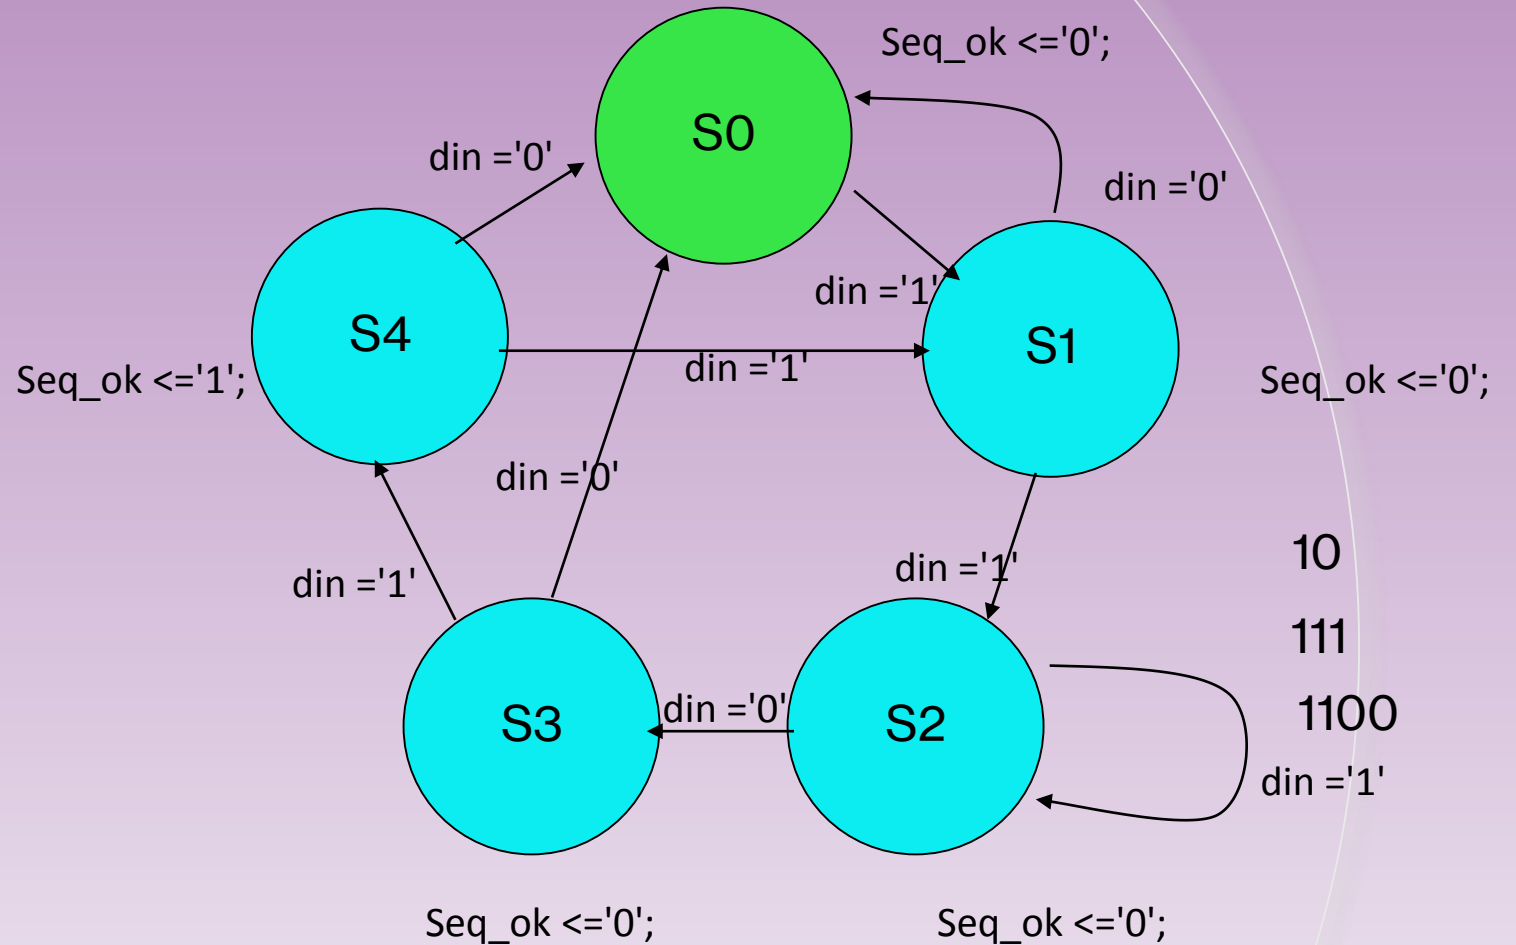 Seq_ok <='0';
S0
din ='0'
din ='0'
din ='1'
S4
S1
din ='1'
Seq_ok <='1';
Seq_ok <='0';
din ='0'
10
din ='1'
din ='1'
111
S3
din ='0'
S2
1100
din ='1'
Seq_ok <='0';
Seq_ok <='0';